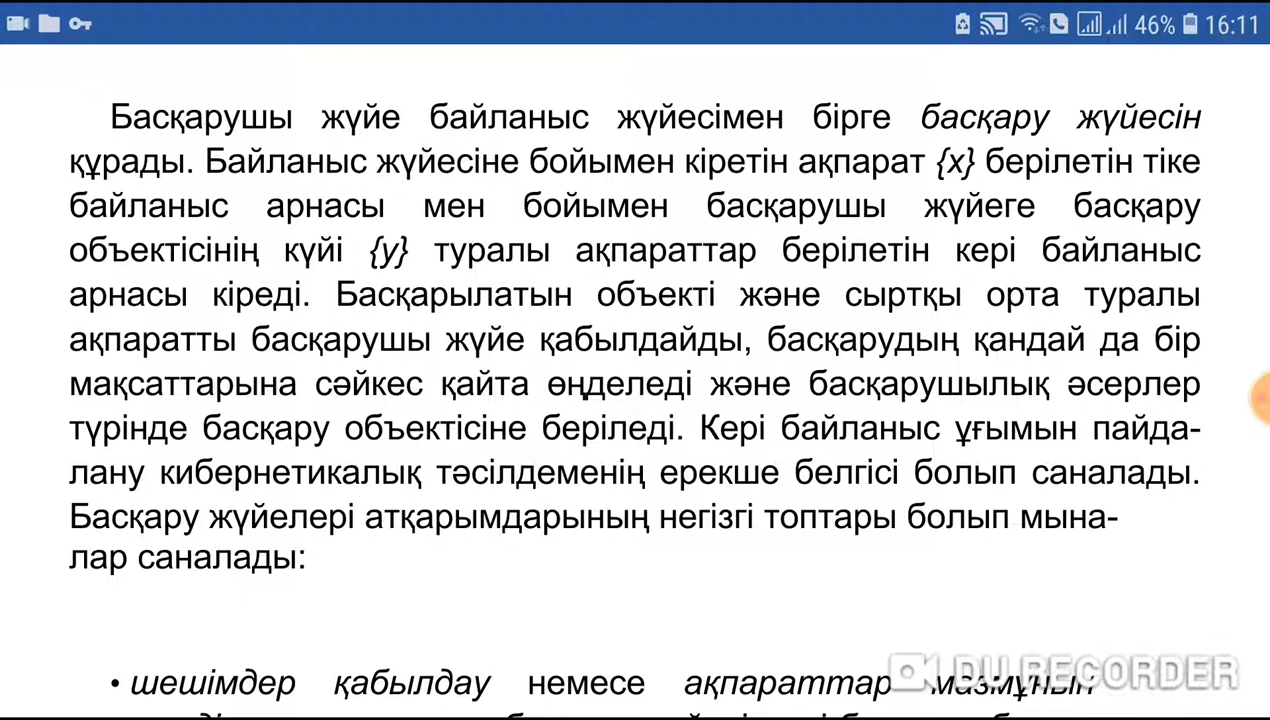 46% 16:11
Басқарушы жүйе байланыс жүйесімен бірге басқару жүйесін
құрады. Байланыс жүйесіне бойымен кіретін ақпарат {x} берілетін тіке
байланыс арнасы мен бойымен басқарушы жүйеге басқару
объектісінің күйі {y} туралы ақпараттар берілетін кері байланыс
арнасы кіреді. Басқарылатын объекті және сыртқы орта туралы
ақпаратты басқарушы жүйе қабылдайды, басқарудың қандай да бір
мақсаттарына сәйкес қайта өңделеді және басқарушылық әсерлер
түрінде басқару объектісіне беріледі. Кері байланыс ұғымын пайда-
лану кибернетикалық тәсілдеменің ерекше белгісі болып саналады.
Басқару жүйелері атқарымдарының негізгі топтары болып мына-
лар саналады:
• шешімдер қабылдау немесе ақпараттар мазмұнын
DU RECORDER